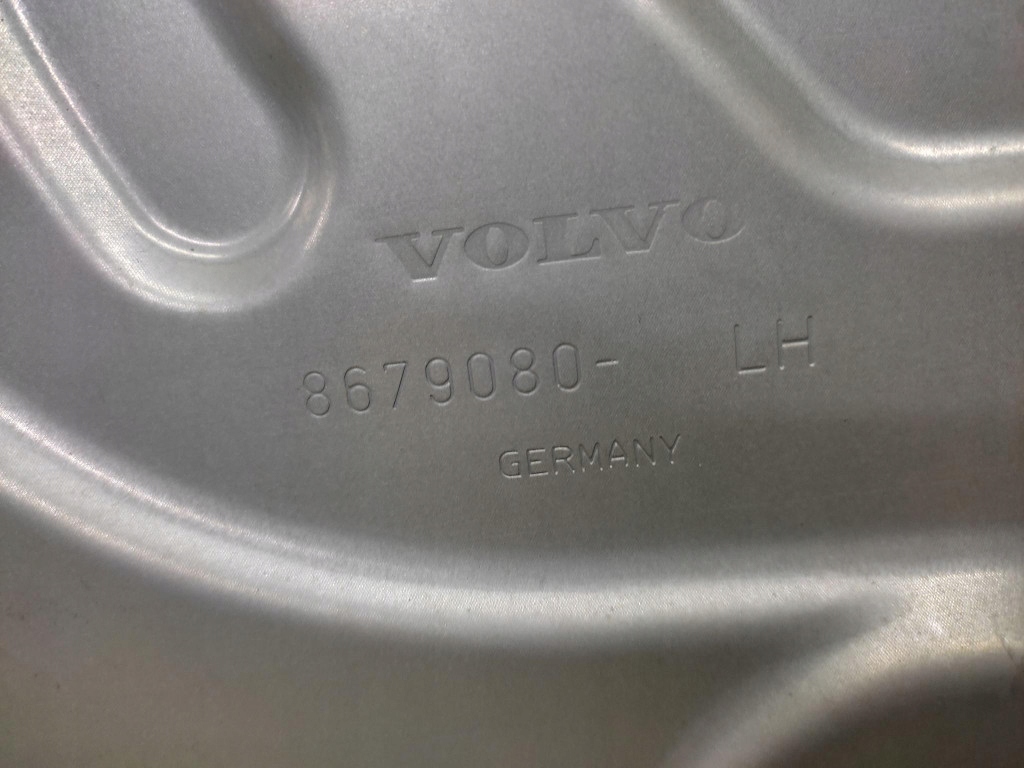 VOLVO
8679080- LH
GERMANY